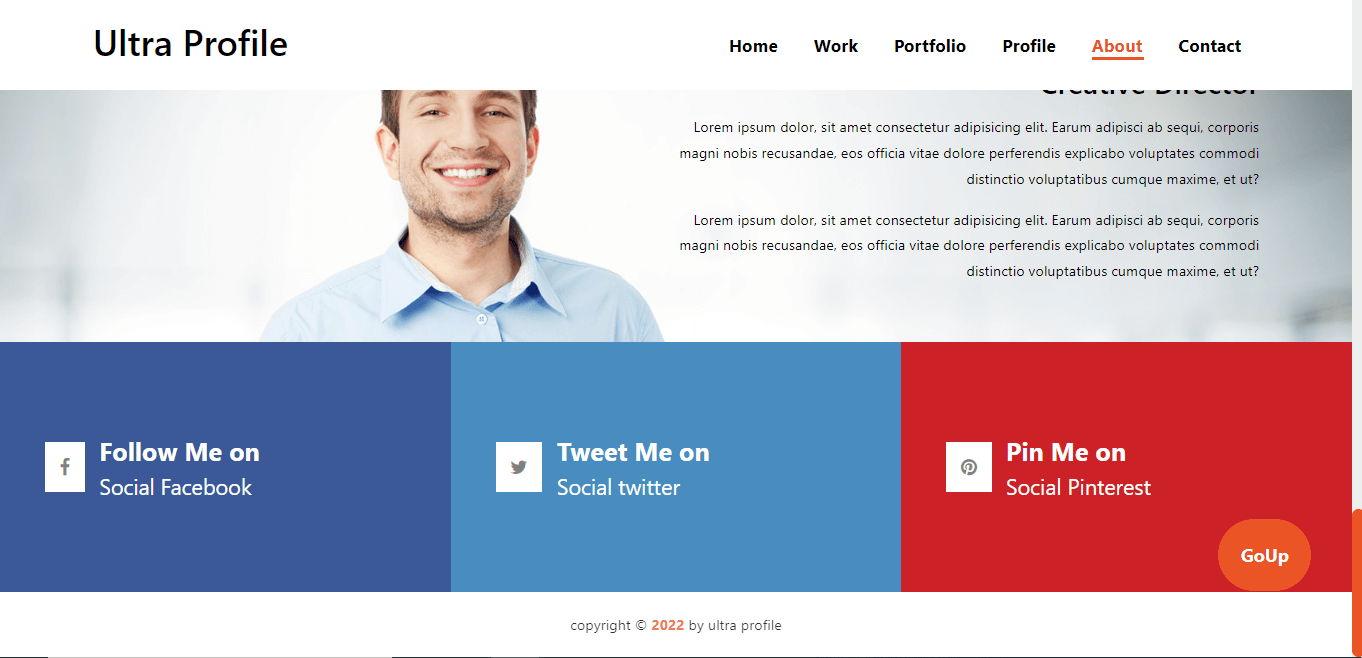 Ultra Profile
Home Work Portfolio Profile About Contact
Creative Director
Lorem ipsum dolor, sit amet consectetur adipisicing elit. Earum adipisci ab sequi, corporis
magni nobis recusandae, eos officia vitae dolore perferendis explicabo voluptates commodi
distinctio voluptatibus cumque maxime, et ut?
Lorem ipsum dolor, sit amet consectetur adipisicing elit. Earum adipisci ab sequi, corporis
magni nobis recusandae, eos officia vitae dolore perferendis explicabo voluptates commodi
distinctio voluptatibus cumque maxime, et ut?
Follow Me on
Social Facebook
Tweet Me on
Social twitter
Pin Me on
Social Pinterest
GoUp
copyright © 2022 by ultra profile